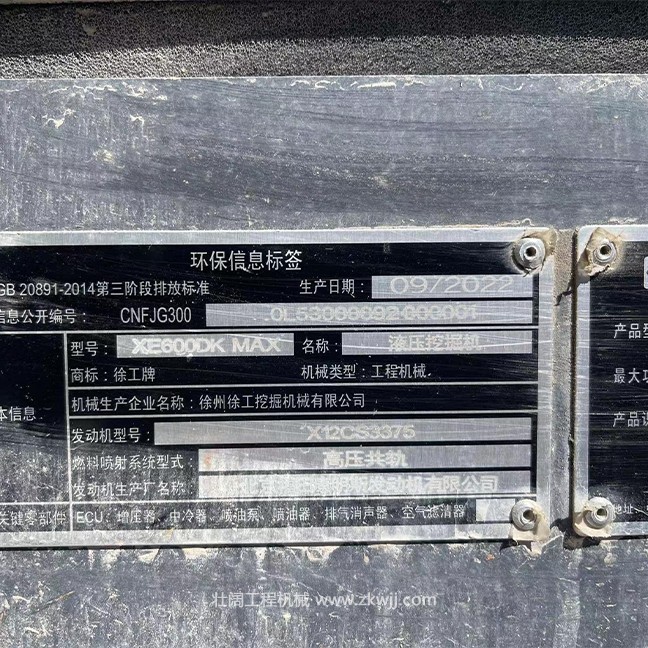 环保信息标签
GB 20891-2014第三阶段排放标准 生产日期: 09/2022
信息公开编号: CNFJG300
型号: XE600DK MAX 名称: 液压挖掘机
商标: 徐工牌 机械类型: 工程机械
本信息 机械生产企业名称: 徐州徐工挖掘机械有限公司
发动机型号: X12CS3375
燃料喷射系统型式: 高压共轨
发动机生产厂名称: 发动机有限公司
关键零部件 ECU、增压器、中冷器、喷油泵、喷油器、排气消声器、空气滤清器
产品型
最大功
产品识
地址:
壮阔工程机械 www.zkwjj.com